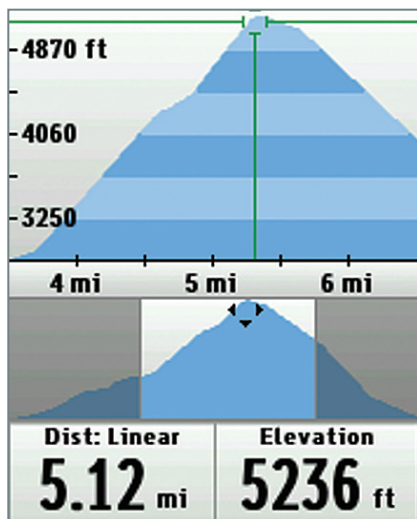 4870 ft
4060
3250
4 mi 5 mi 6 mi
Dist: Linear Elevation
5.12 mi 5236 ft